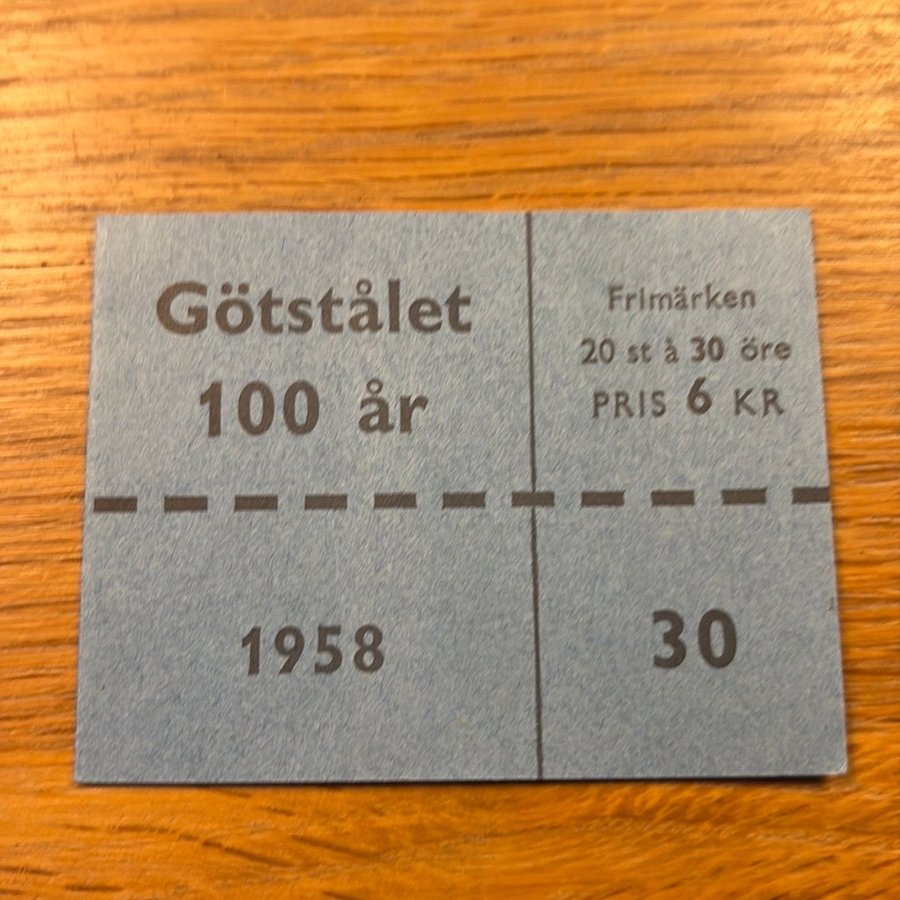 Götstålet
100 år
1958
Frimärken
20 st à 30 öre
PRIS 6 KR
30